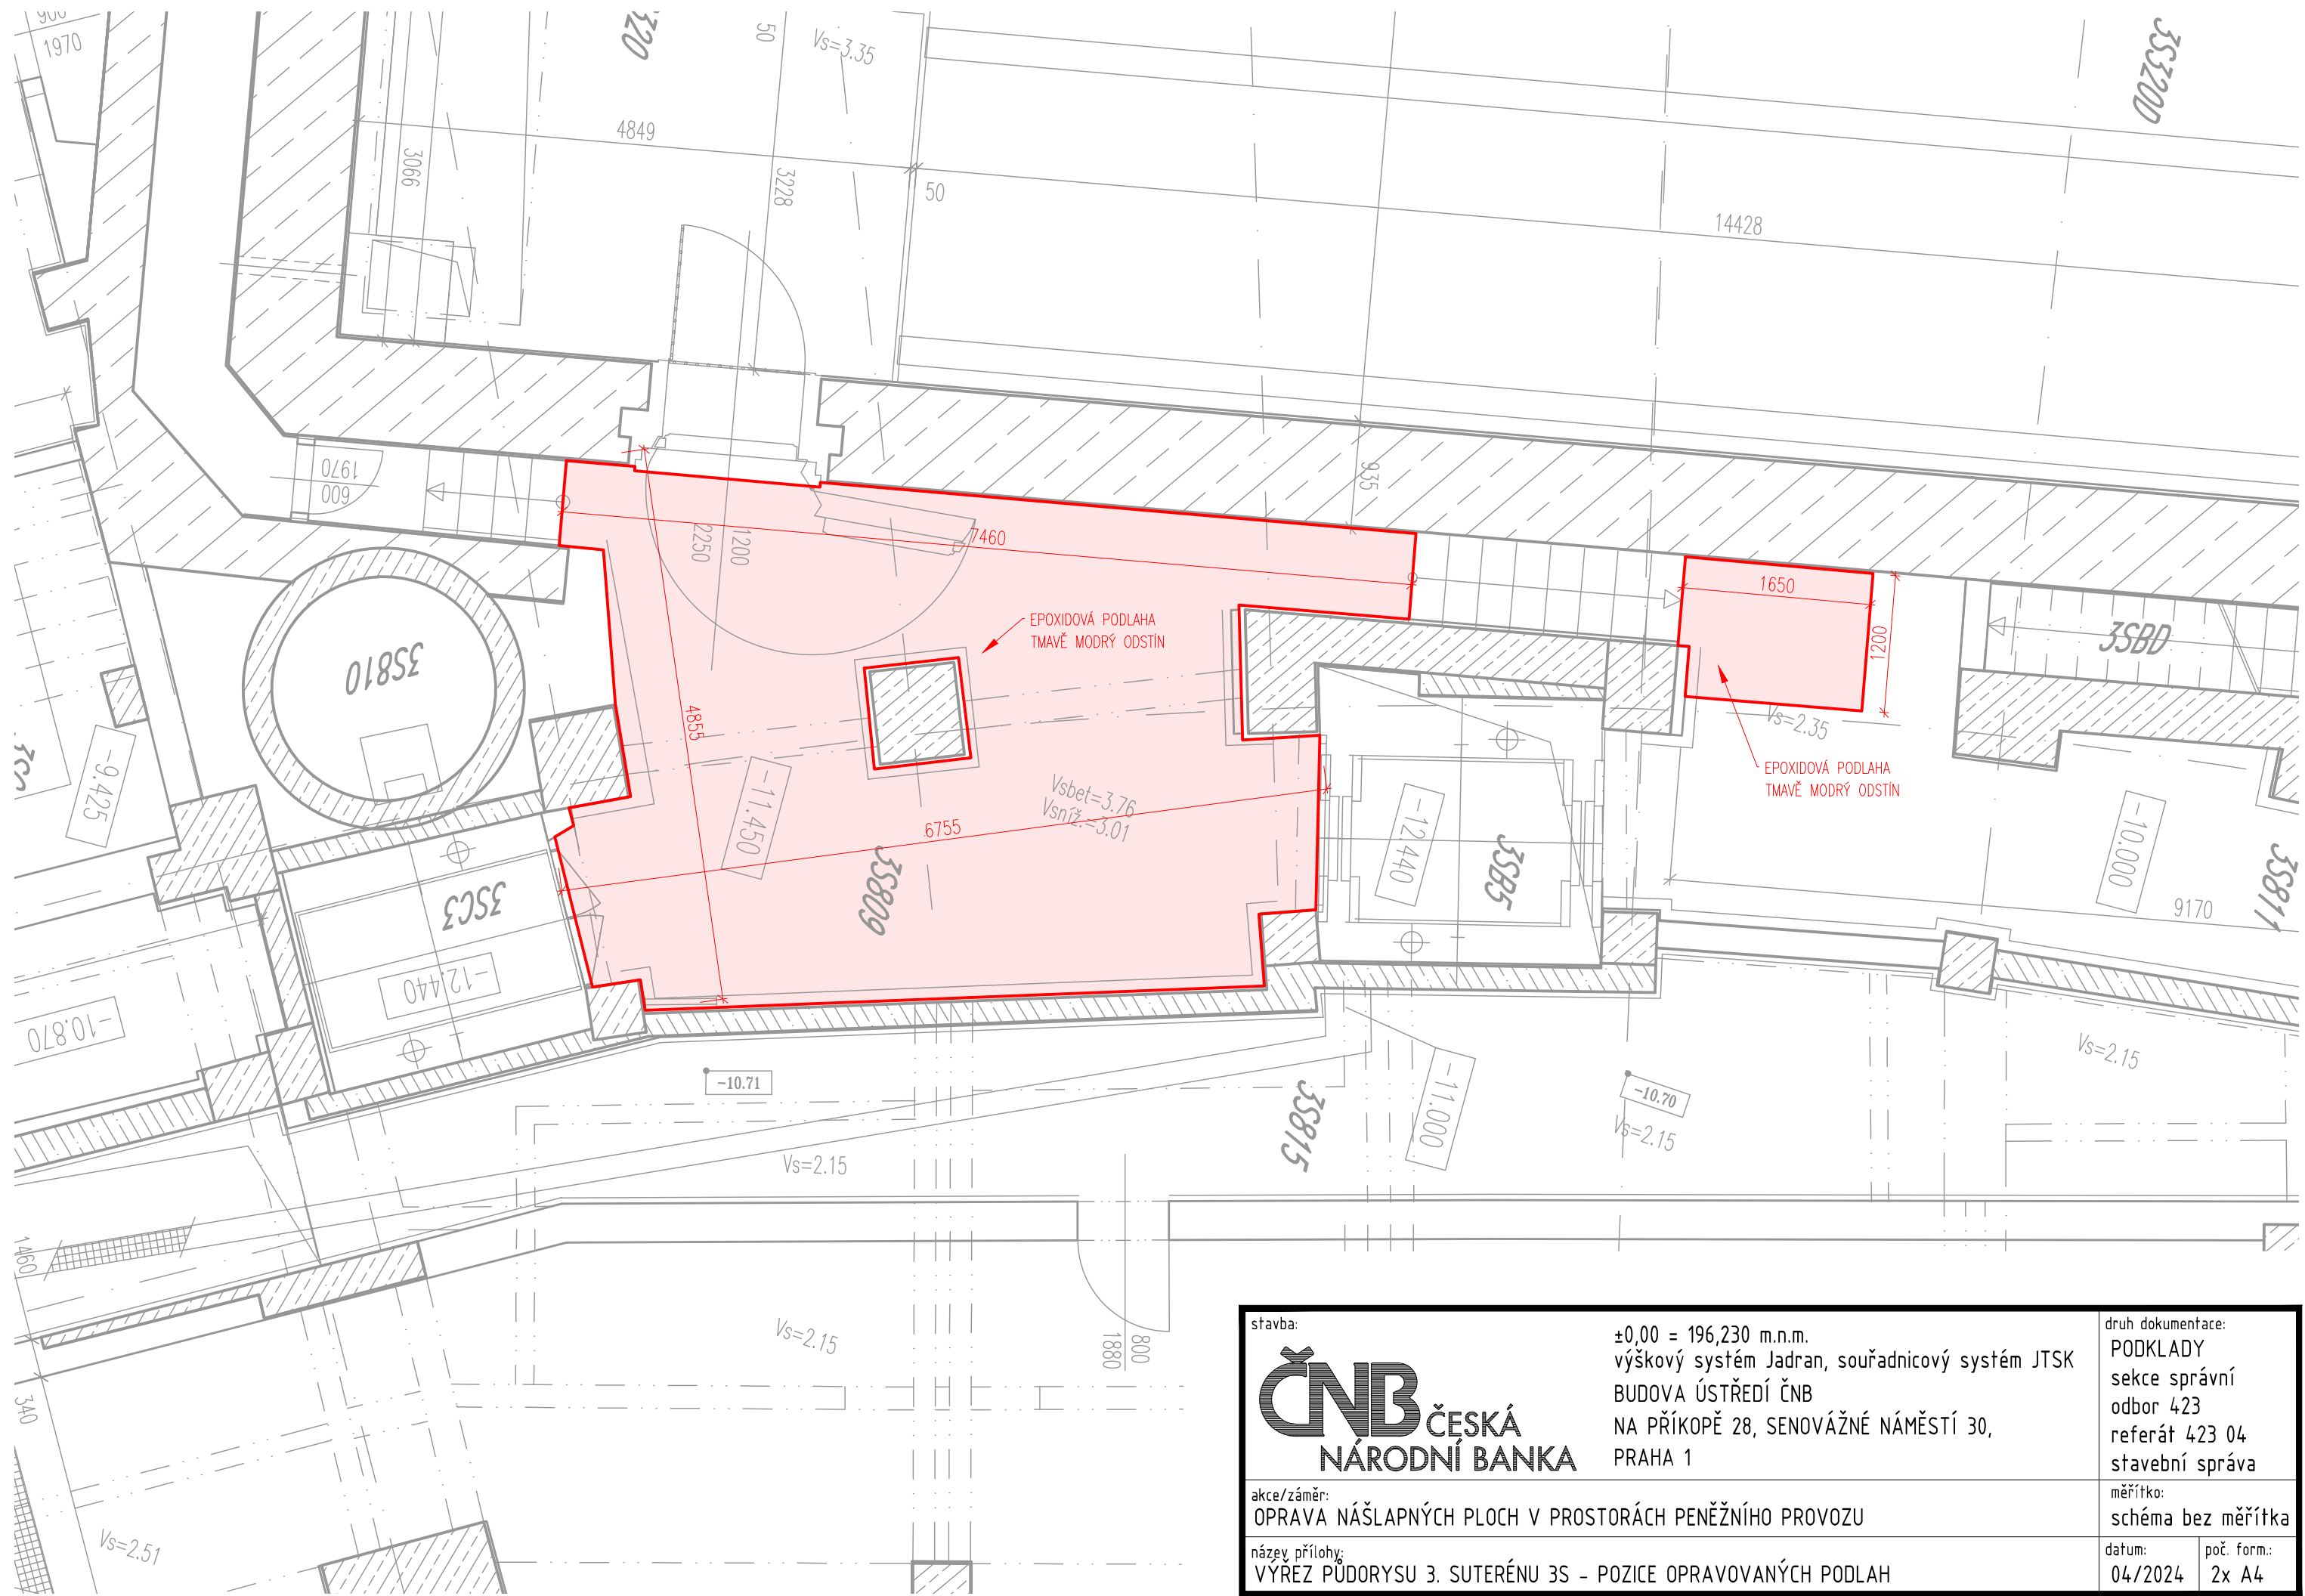 900
1970
320
50
Vs=3.35
3S320D
4849
3066
3228
50
14428
1970
600
935
2250
1200
7460
1650
1200
EPOXIDOVÁ PODLAHA
TMAVĚ MODRÝ ODSTÍN
3SBD
3S810
4855
Vs=2.35
EPOXIDOVÁ PODLAHA
TMAVĚ MODRÝ ODSTÍN
-9.425
-11.450
Vsbet=3.76
Vsníž.=3.01
6755
3S809
-12.440
3SB5
-10.000
3S811
9170
3SC3
-12.440
-10.870
-10.71
3S815
-11.000
-10.70
Vs=2.15
Vs=2.15
Vs=2.15
1460
Vs=2.15
800
1880
340
Vs=2.51
stavba:
ČNB ČESKÁ
NÁRODNÍ BANKA
±0,00 = 196,230 m.n.m.
výškový systém Jadran, souřadnicový systém JTSK
BUDOVA ÚSTŘEDÍ ČNB
NA PŘÍKOPĚ 28, SENOVÁŽNÉ NÁMĚSTÍ 30,
PRAHA 1
druh dokumentace:
PODKLADY
sekce správní
odbor 423
referát 423 04
stavební správa
akce/záměr:
OPRAVA NÁŠLAPNÝCH PLOCH V PROSTORÁCH PENĚŽNÍHO PROVOZU
měřítko:
schéma bez měřítka
název přílohy:
VÝŘEZ PŮDORYSU 3. SUTERÉNU 3S - POZICE OPRAVOVANÝCH PODLAH
datum:
04/2024
poč. form.:
2x A4